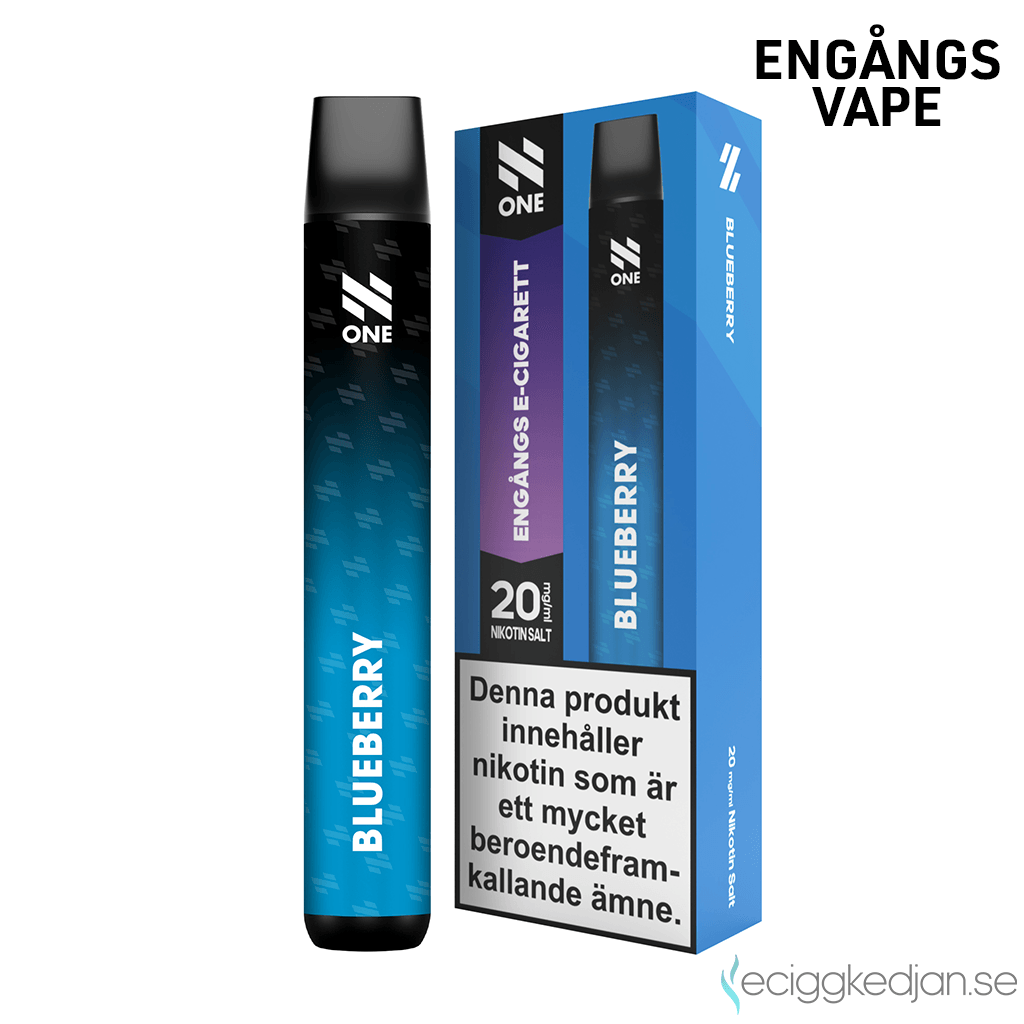 ENGÅNGS
VAPE
ONE
BLUEBERRY
ONE
ENGÅNGS E-CIGARETT
20 mg/ml
NIKOTIN SALT
ONE
BLUEBERRY
Denna produkt
innehåller
nikotin som är
ett mycket
beroendefram-
kallande ämne.
BLUEBERRY
20 mg/ml Nikotin Salt
eciggkedjan.se